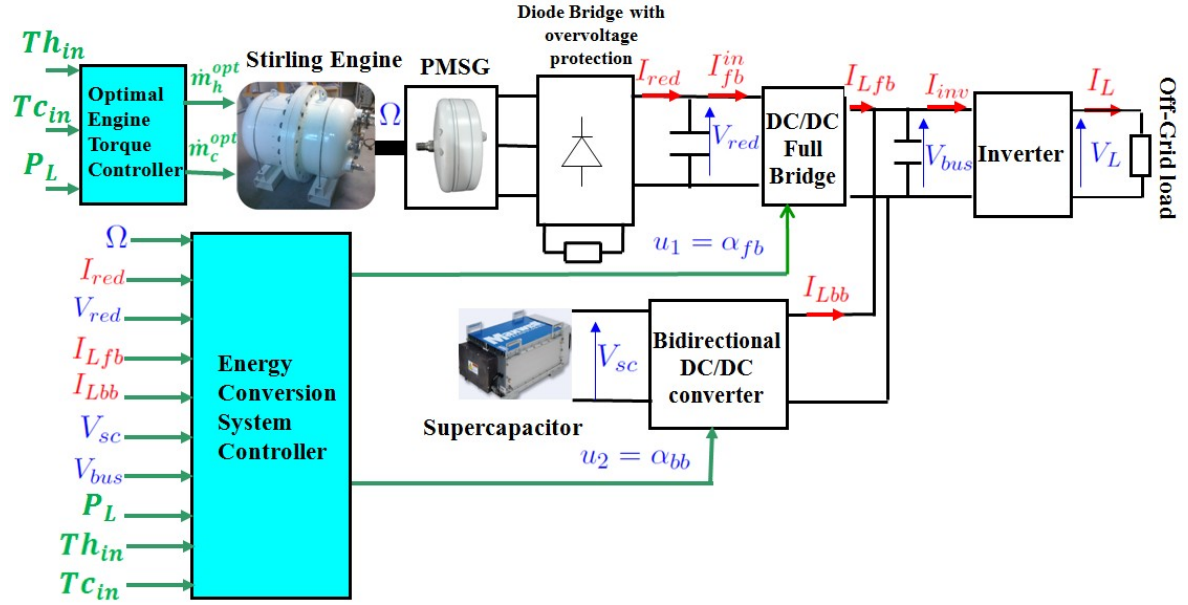 Diode Bridge with
overvoltage
protection
Th_in
Tc_in
P_L
Optimal
Engine
Torque
Controller
ṁ_h^opt
ṁ_c^opt
Stirling Engine
Ω
PMSG
I_red
I_fb^in
V_red
DC/DC
Full
Bridge
I_Lfb
I_inv
V_bus
Inverter
I_L
V_L
Off-Grid load
u_1 = α_fb
Ω
I_red
V_red
I_Lfb
I_Lbb
V_sc
V_bus
P_L
Th_in
Tc_in
Energy
Conversion
System
Controller
V_sc
Supercapacitor
Bidirectional
DC/DC
converter
I_Lbb
u_2 = α_bb